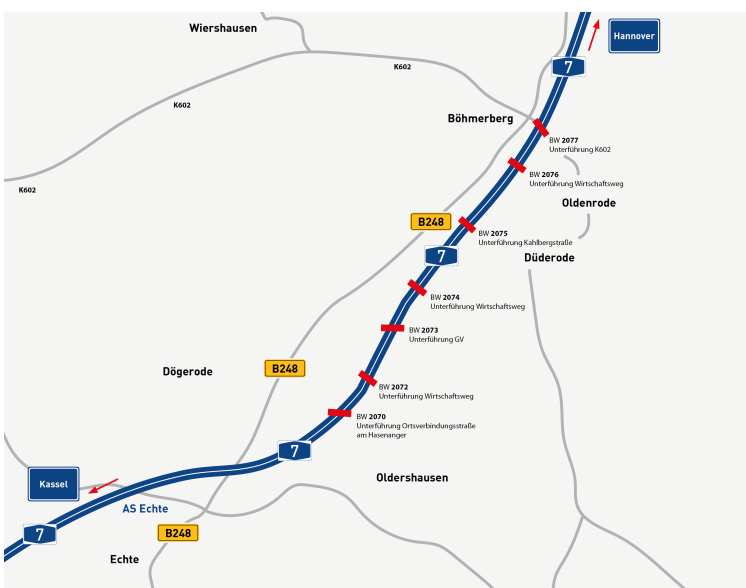 Wiershausen
Hannover
7
K602
K602
Böhmerberg
BW 2077
Unterführung K602
BW 2076
Unterführung Wirtschaftsweg
K602
Oldenrode
B248
BW 2075
Unterführung Kahlbergstraße
7
Düderode
BW 2074
Unterführung Wirtschaftsweg
BW 2073
Unterführung GV
B248
Dögerode
BW 2072
Unterführung Wirtschaftsweg
BW 2070
Unterführung Ortsverbindungsstraße
am Hasenanger
7
Oldershausen
Kassel
AS Echte
7
B248
Echte